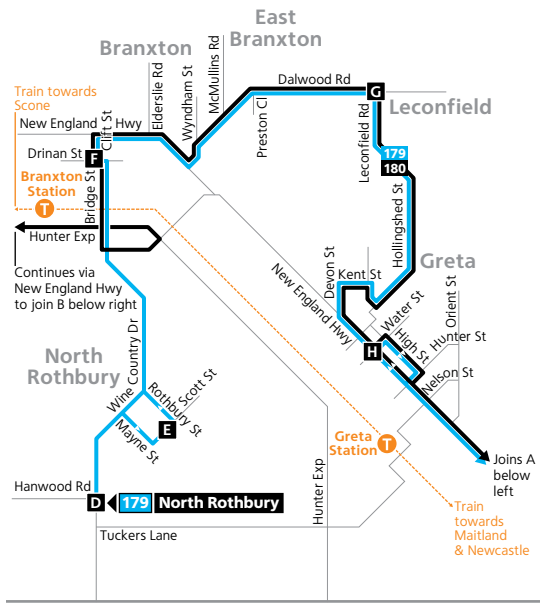 East
Branxton
Branxton
McMullins Rd
Elderslie Rd
Wyndham St
Dalwood Rd
G
Leconfield
Train towards
Scone
Clift St
Preston Cl
Leconfield Rd
New England Hwy
Drinan St
F
179
180
Branxton
Station
T
Bridge St
Hollingshed St
Hunter Exp
Devon St
Kent St
Greta
Continues via
New England Hwy
to join B below right
New England Hwy
Water St
Orient St
H
High St
Hunter St
Nelson St
North
Rothbury
Wine Country Dr
Rothbury St
Scott St
E
Mayne St
Greta
Station
T
Joins A
below
left
Hanwood Rd
D
179 North Rothbury
Hunter Exp
Train
towards
Maitland
& Newcastle
Tuckers Lane